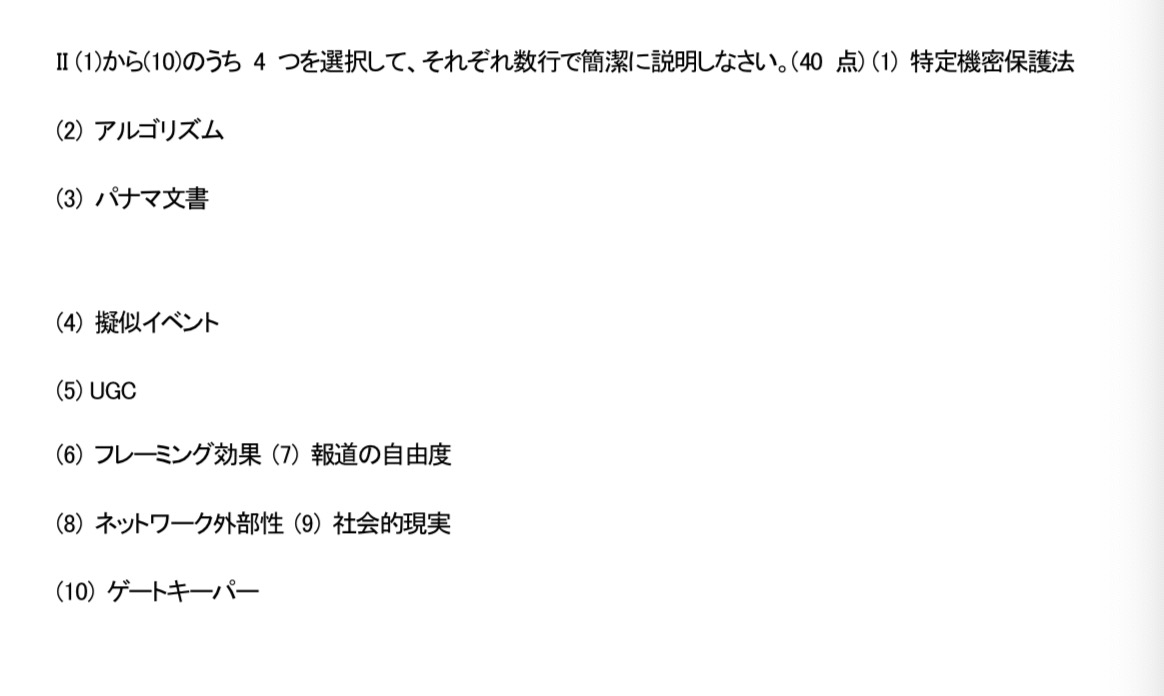 II (1)から(10)のうち 4 つを選択して、それぞれ数行で簡潔に説明しなさい。(40 点) (1) 特定機密保護法
(2) アルゴリズム
(3) パナマ文書
(4) 擬似イベント
(5) UGC
(6) フレーミング効果 (7) 報道の自由度
(8) ネットワーク外部性 (9) 社会的現実
(10) ゲートキーパー